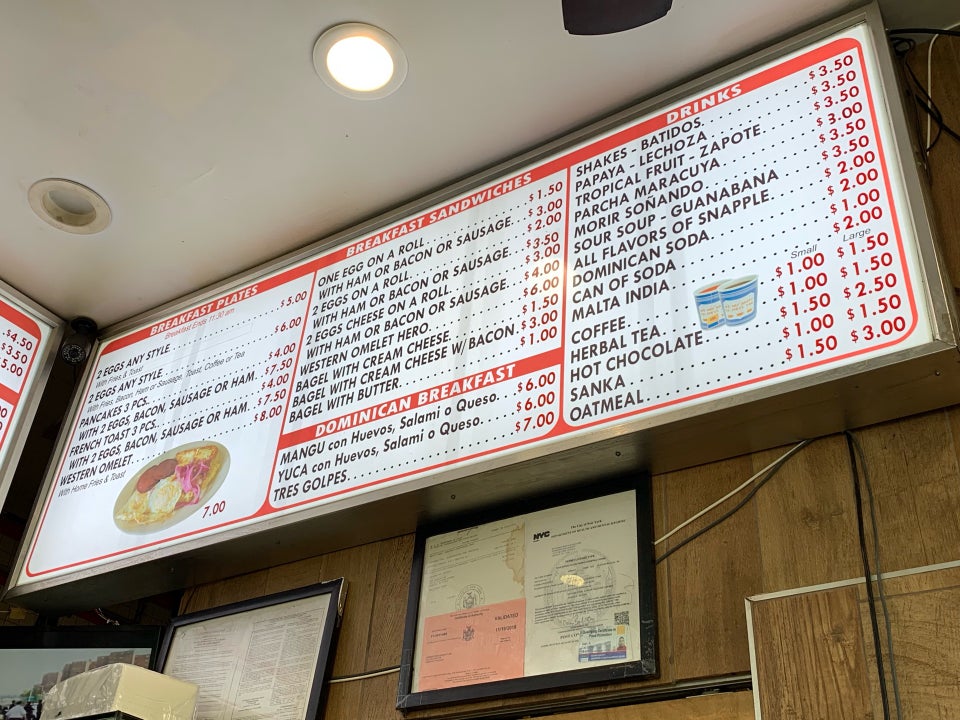 $4.50
$3.50
$5.00
BREAKFAST PLATES
Breakfast Ends 11:30 am
2 EGGS ANY STYLE . . . . . . . . . . . . $5.00
With Fries & Toast
2 EGGS ANY STYLE . . . . . . . . . . . . $6.00
With Fries, Bacon, Ham or Sausage, Toast, Coffee or Tea
PANCAKES 3 PCS. . . . . . . . . . . . $4.00
WITH 2 EGGS, BACON, SAUSAGE OR HAM. . $7.50
FRENCH TOAST 3 PCS. . . . . . . . . . $4.00
WITH 2 EGGS, BACON, SAUSAGE OR HAM. . $8.00
WESTERN OMELET. . . . . . . . . . . .
With Home Fries & Toast
7.00
BREAKFAST SANDWICHES
ONE EGG ON A ROLL. . . . . . . . . . $1.50
WITH HAM OR BACON OR SAUSAGE. . . $3.00
2 EGGS ON A ROLL. . . . . . . . . . $2.00
WITH HAM OR BACON OR SAUSAGE. . . $3.50
2 EGGS CHEESE ON A ROLL. . . . . . . $3.00
WITH HAM OR BACON OR SAUSAGE. . . $4.00
WESTERN OMELET HERO. . . . . . . . $6.00
BAGEL WITH CREAM CHEESE. . . . . . . $1.50
BAGEL WITH CREAM CHEESE W/ BACON. $3.00
BAGEL WITH BUTTER. . . . . . . . . . $1.00
DOMINICAN BREAKFAST
MANGU con Huevos, Salami o Queso. . . $6.00
YUCA con Huevos, Salami o Queso. . . . $6.00
TRES GOLPES. . . . . . . . . . . . . . $7.00
DRINKS
SHAKES - BATIDOS. . . . . . . . . . . $3.50
PAPAYA - LECHOZA . . . . . . . . . . $3.50
TROPICAL FRUIT - ZAPOTE. . . . . . . $3.50
PARCHA MARACUYA. . . . . . . . . . . $3.00
MORIR SOÑANDO. . . . . . . . . . . . $3.50
SOUR SOUP - GUANABANA . . . . . . . $3.50
ALL FLAVORS OF SNAPPLE. . . . . . . . $2.00
DOMINICAN SODA. . . . . . . . . . . $2.00
CAN OF SODA . . . . . . . . . . . . $1.00
MALTA INDIA. . . . . . . . . . . . . $2.00
Small Large
COFFEE . . . . . . . $1.00 $1.50
HERBAL TEA . . . . . $1.00 $1.50
HOT CHOCOLATE. . . . . . $1.50 $2.50
SANKA . . . . . . . . . . $1.00 $1.50
OATMEAL . . . . . . . . . $1.50 $3.00
NYC
VALIDATED